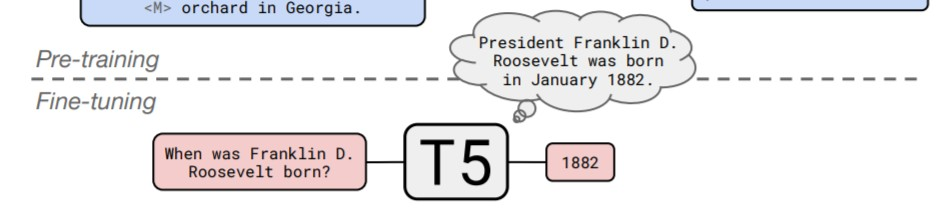 <M> orchard in Georgia.
President Franklin D.
Roosevelt was born
in January 1882.
Pre-training
Fine-tuning
When was Franklin D.
Roosevelt born?
T5
1882